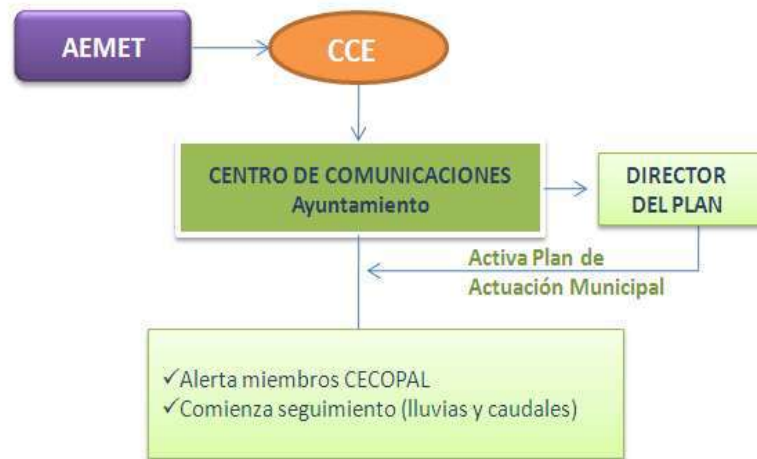 AEMET
CCE
CENTRO DE COMUNICACIONES
Ayuntamiento
DIRECTOR
DEL PLAN
Activa Plan de
Actuación Municipal
✓Alerta miembros CECOPAL
✓Comienza seguimiento (lluvias y caudales)